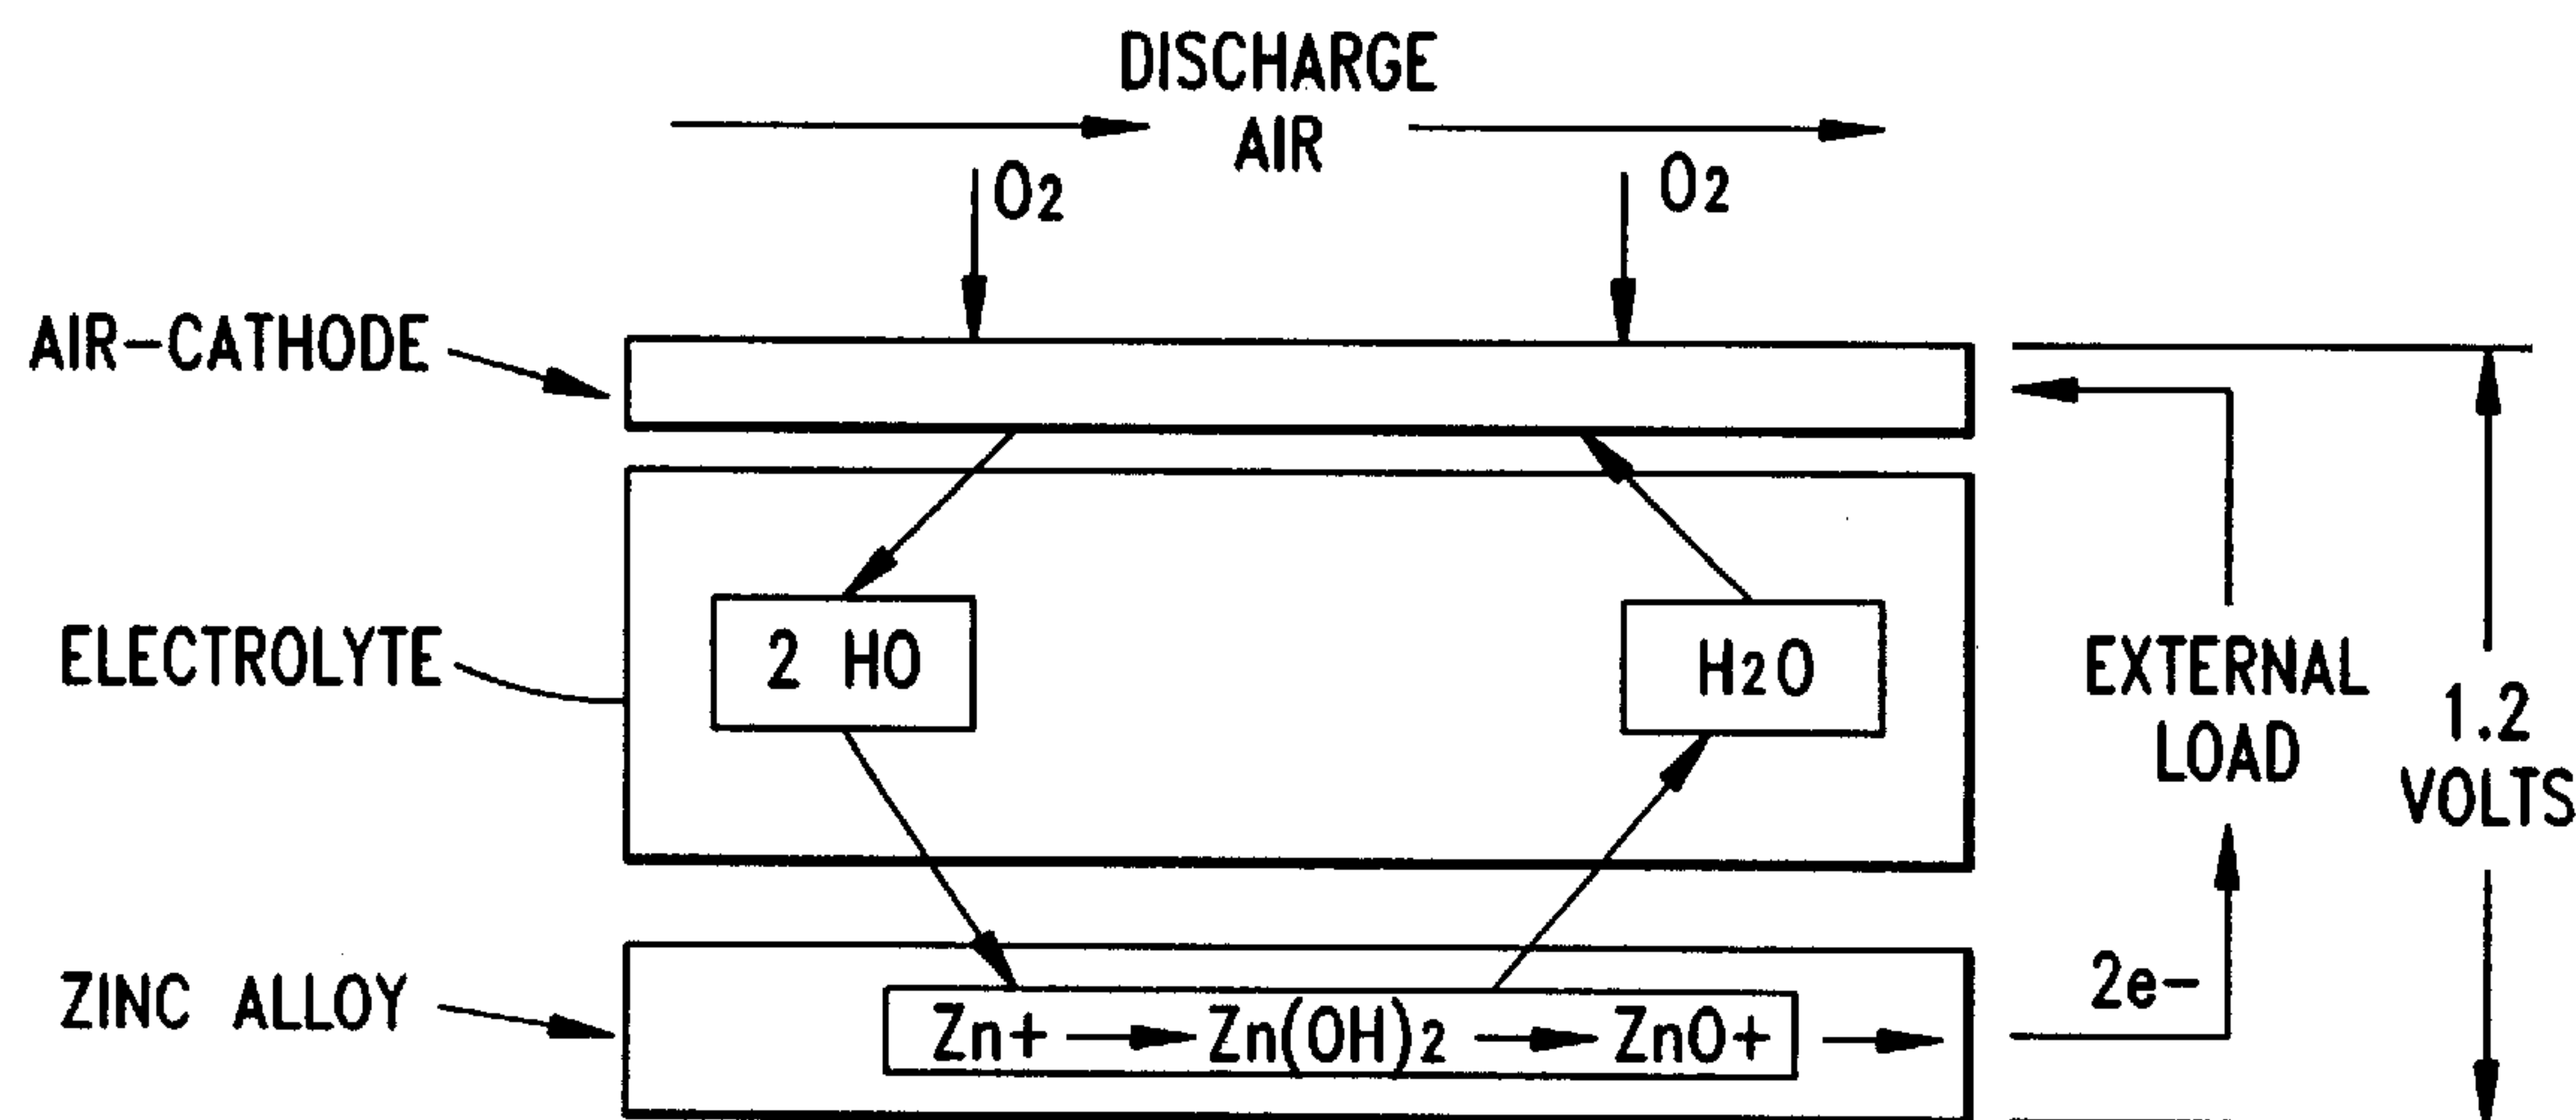 DISCHARGE
AIR
O2
O2
AIR-CATHODE
ELECTROLYTE
2 HO
H2O
EXTERNAL
LOAD
1.2
VOLTS
ZINC ALLOY
Zn+ → Zn(OH)2 → ZnO+
2e-